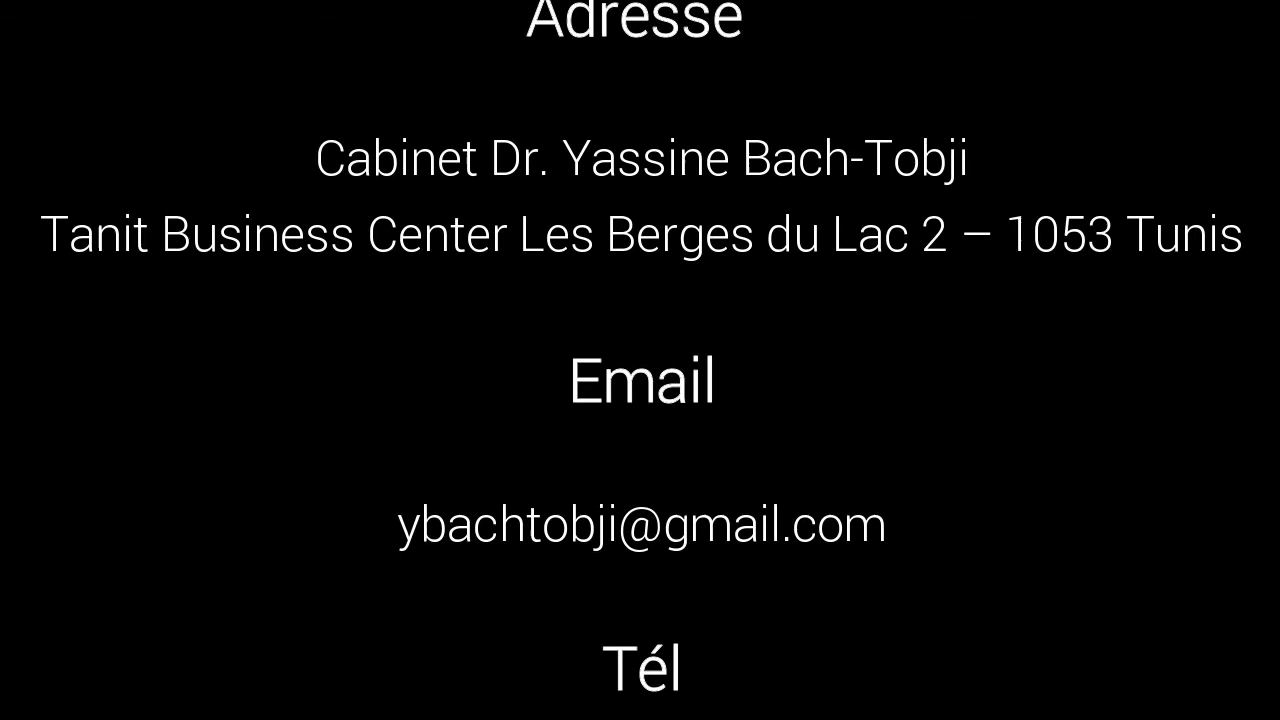 Adresse
Cabinet Dr. Yassine Bach-Tobji
Tanit Business Center Les Berges du Lac 2 – 1053 Tunis
Email
ybachtobji@gmail.com
Tél